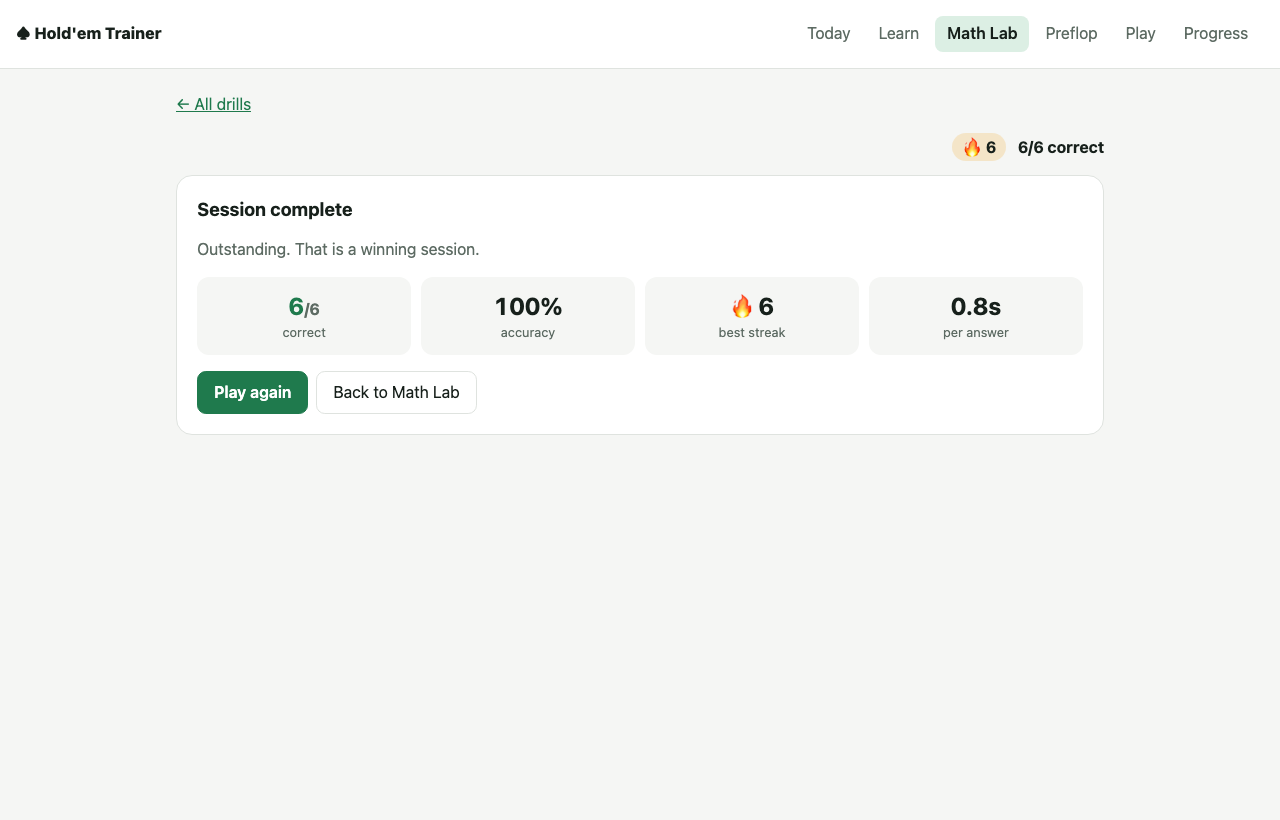 ♠ Hold'em Trainer Today Learn Math Lab Preflop Play Progress
← All drills
🔥 6 6/6 correct
Session complete
Outstanding. That is a winning session.
6/6 100% 🔥 6 0.8s
correct accuracy best streak per answer
Play again Back to Math Lab